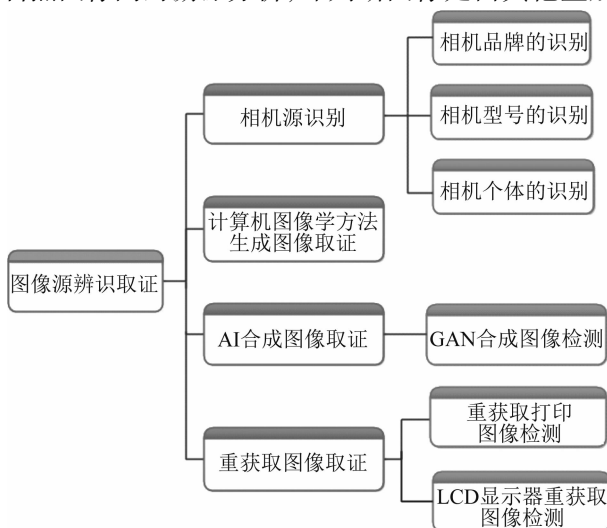 相机品牌的识别
相机源识别
相机型号的识别
相机个体的识别
计算机图像学方法
生成图像取证
图像源辨识取证
AI合成图像取证
GAN合成图像检测
重获取打印
图像检测
重获取图像取证
LCD显示器重获取
图像检测